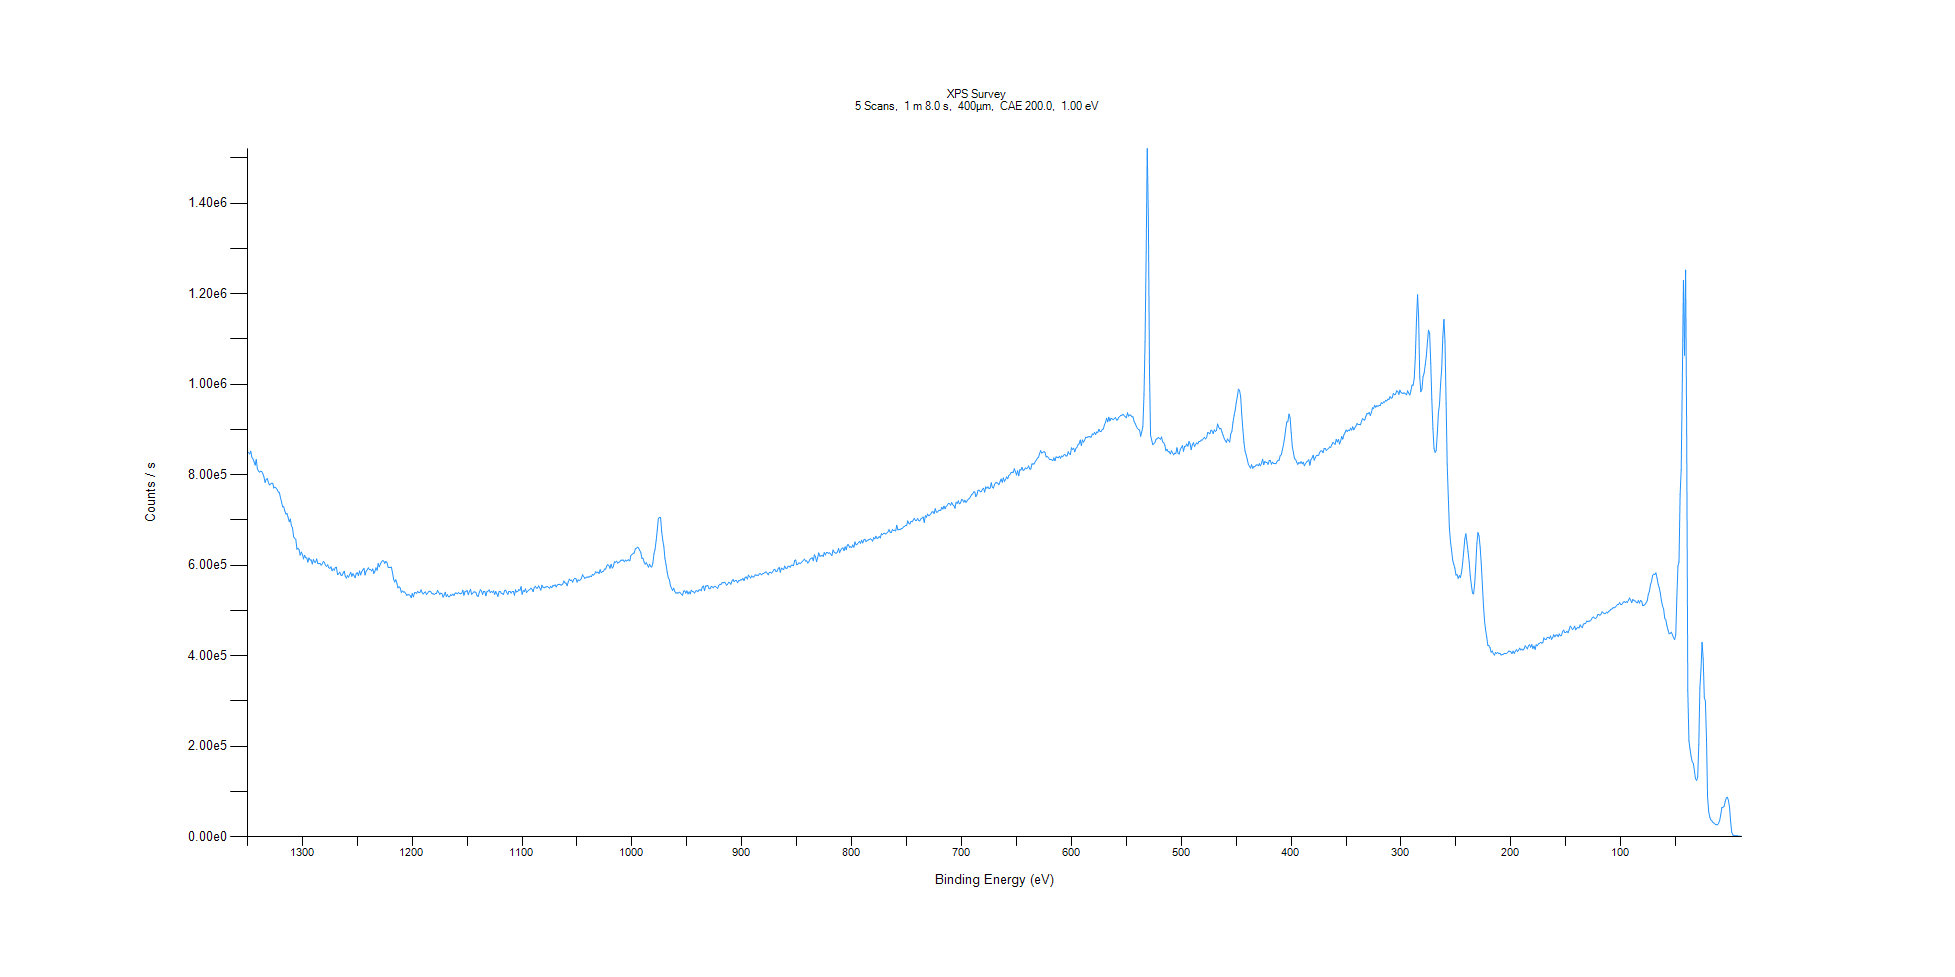 XPS Survey
5 Scans, 1 m 8.0 s, 400µm, CAE 200.0, 1.00 eV
1.40e6
1.20e6
1.00e6
8.00e5
6.00e5
4.00e5
2.00e5
0.00e0
Counts / s
1300 1200 1100 1000 900 800 700 600 500 400 300 200 100
Binding Energy (eV)